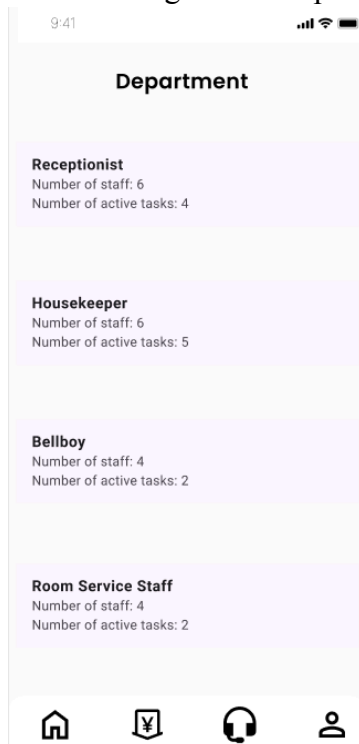 9:41
Department
Receptionist
Number of staff: 6
Number of active tasks: 4
Housekeeper
Number of staff: 6
Number of active tasks: 5
Bellboy
Number of staff: 4
Number of active tasks: 2
Room Service Staff
Number of staff: 4
Number of active tasks: 2
¥